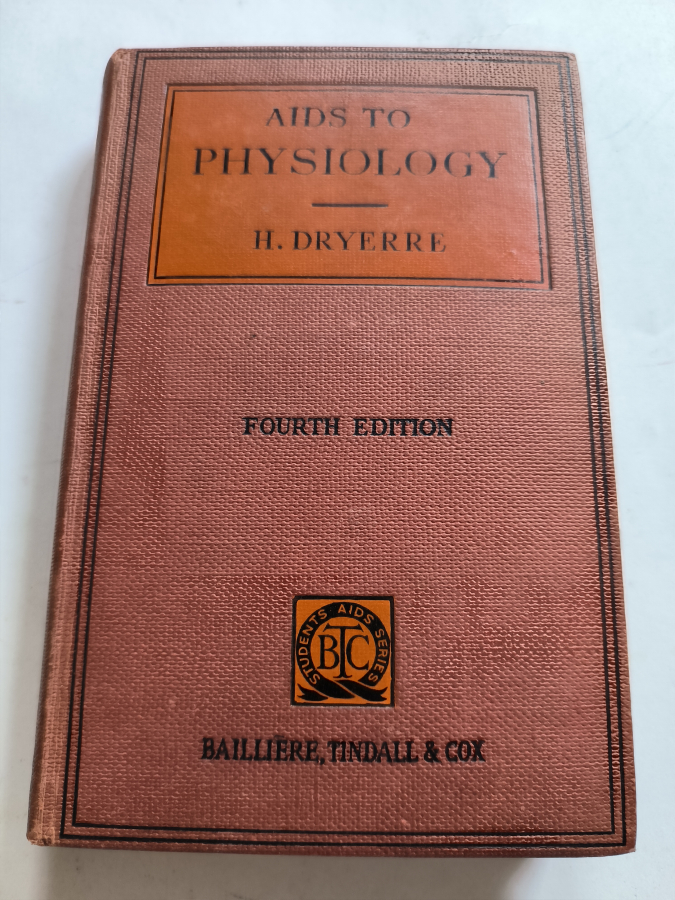 AIDS TO
PHYSIOLOGY
H. DRYERRE
FOURTH EDITION
STUDENTS AIDS SERIES
BTC
BAILLIÈRE, TINDALL & COX